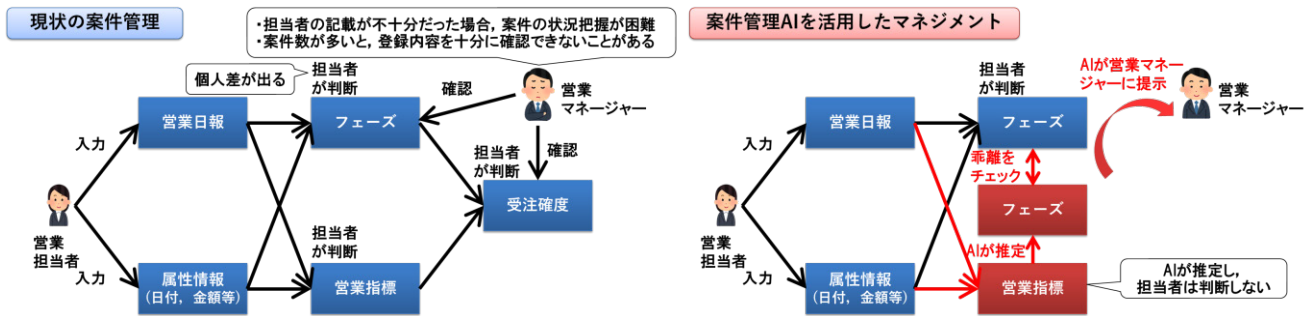 現状の案件管理
・担当者の記載が不十分だった場合，案件の状況把握が困難
・案件数が多いと，登録内容を十分に確認できないことがある
個人差が出る
担当者
が判断
確認
営業
マネージャー
営業日報
フェーズ
入力
担当者
が判断
確認
受注確度
営業
担当者
入力
担当者
が判断
属性情報
（日付，金額等）
営業指標
案件管理AIを活用したマネジメント
担当者
が判断
AIが営業マネー
ジャーに提示
営業
マネージャー
営業日報
フェーズ
入力
乖離を
チェック
フェーズ
営業
担当者
入力
AIが推定
属性情報
（日付，金額等）
営業指標
AIが推定し，
担当者は判断しない